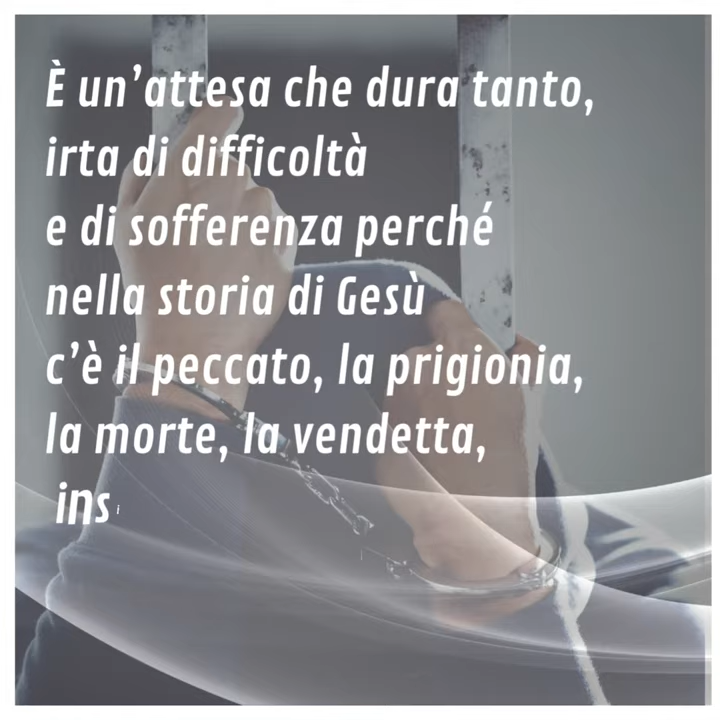 È un’attesa che dura tanto,
irta di difficoltà
e di sofferenza perché
nella storia di Gesù
c’è il peccato, la prigionia,
la morte, la vendetta,
insi